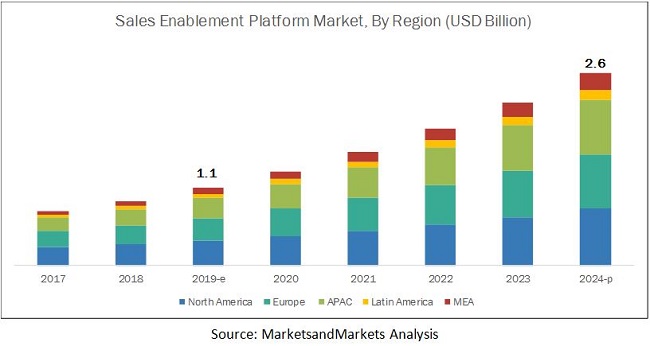 Sales Enablement Platform Market, By Region (USD Billion)
2.6
1.1
2017 2018 2019-e 2020 2021 2022 2023 2024-p
North America Europe APAC Latin America MEA
Source: MarketsandMarkets Analysis